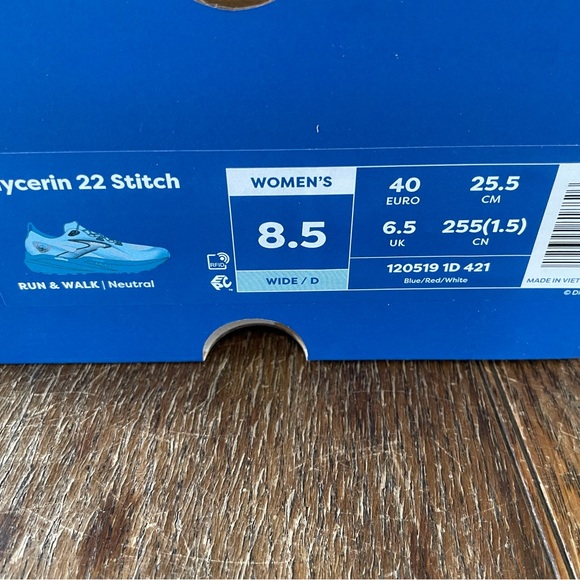 ycerin 22 Stitch
RUN & WALK | Neutral
RFID
WOMEN'S
8.5
WIDE / D
40 25.5
EURO CM
6.5 255(1.5)
UK CN
120519 1D 421
Blue/Red/White
MADE IN VIET